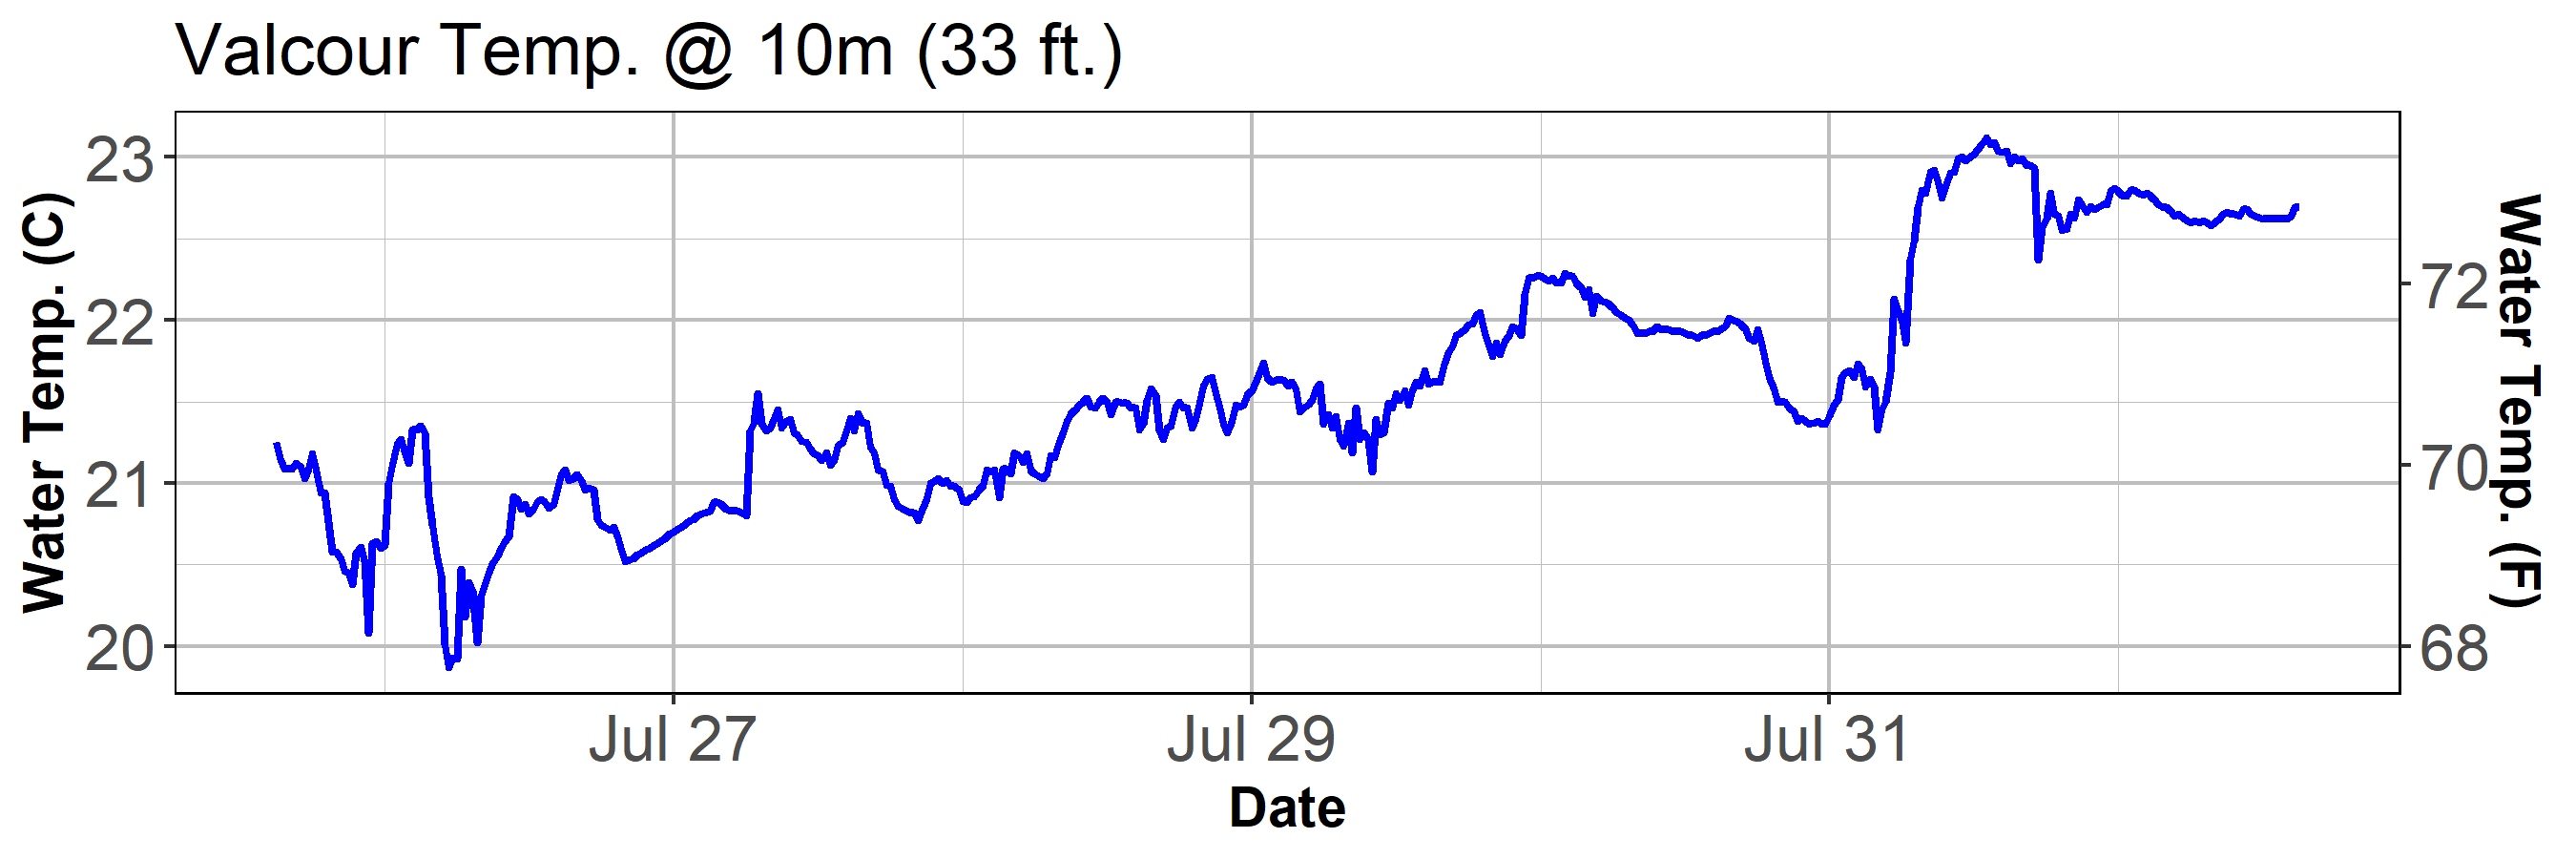 Valcour Temp. @ 10m (33 ft.)
Water Temp. (C)
23
22
21
20
72
70
68
Water Temp. (F)
Jul 27
Jul 29
Jul 31
Date